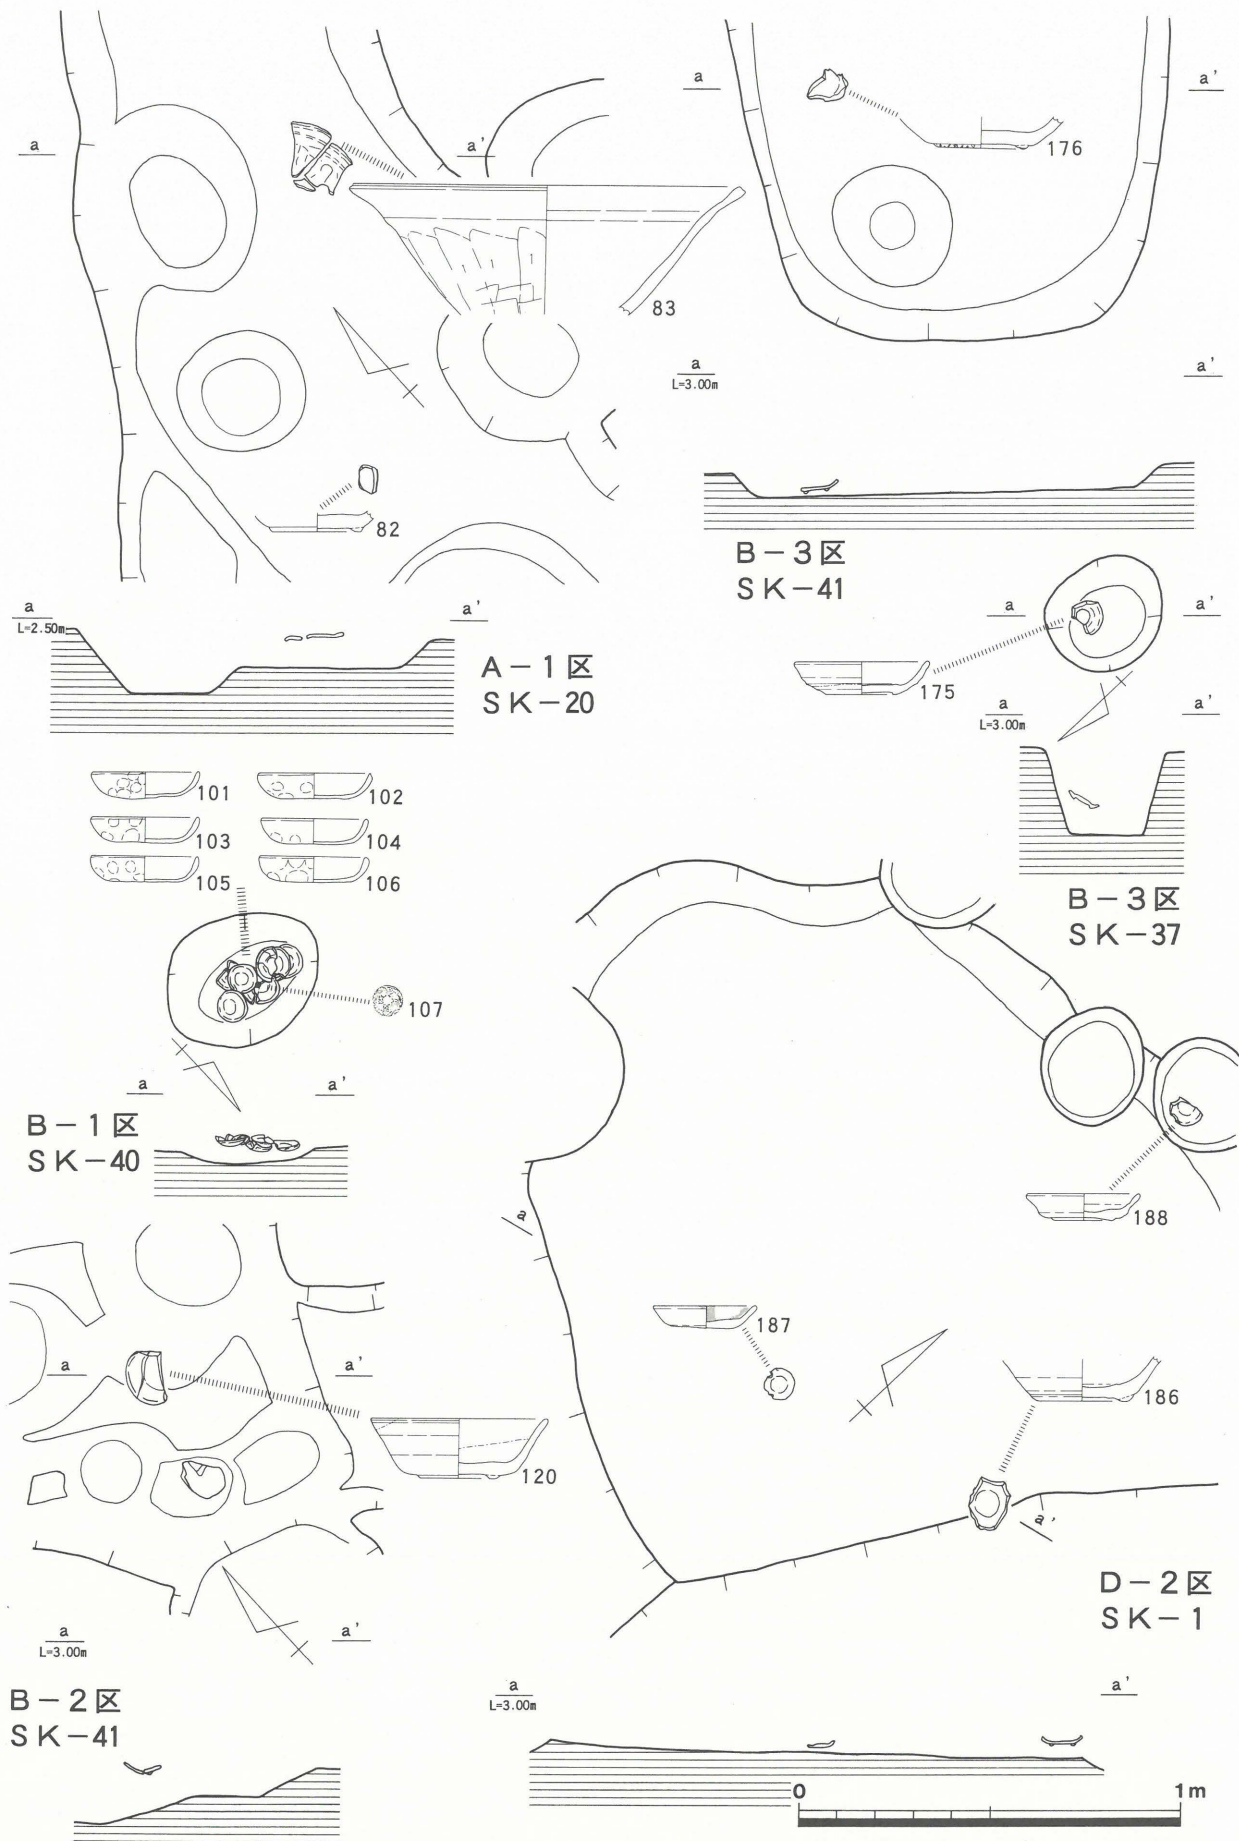 a
a'
83
82
a
L=2.50m
a'
A-1区
SK-20
a
a'
176
a
L=3.00m
a'
B-3区
SK-41
a
a'
175
a
L=3.00m
a'
B-3区
SK-37
101
102
103
104
105
106
107
a
a'
B-1区
SK-40
a
a'
120
a
L=3.00m
a'
B-2区
SK-41
a
188
187
186
a'
D-2区
SK-1
a
L=3.00m
a'
0
1m